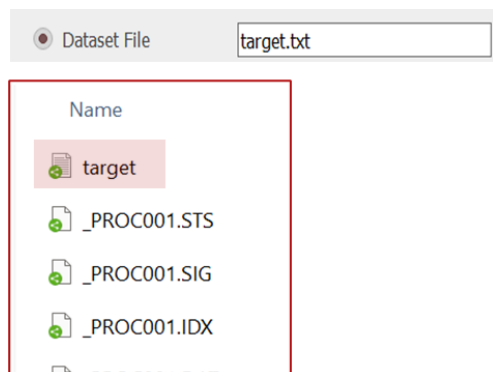 Dataset File
target.txt
Name
target
_PROC001.STS
_PROC001.SIG
_PROC001.IDX